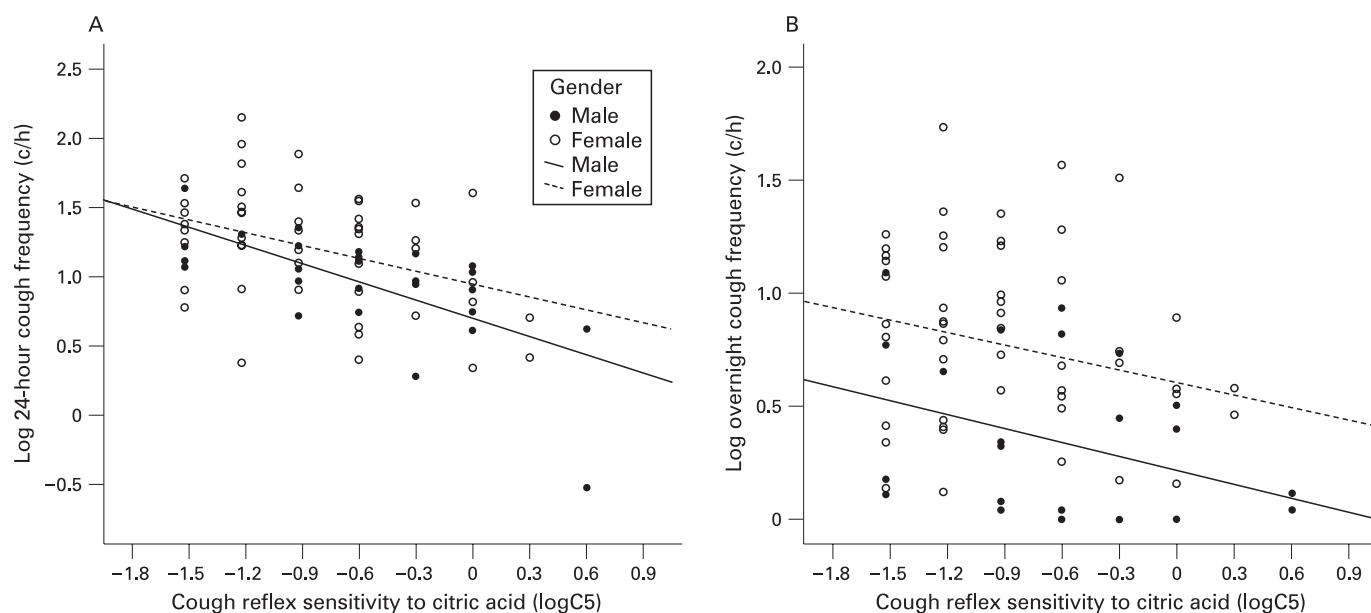 A
Log 24-hour cough frequency (c/h)
2.5
2.0
1.5
1.0
0.5
0
−0.5
−1.8 −1.5 −1.2 −0.9 −0.6 −0.3 0 0.3 0.6 0.9
Cough reflex sensitivity to citric acid (logC5)
Gender
Male
Female
Male
Female
B
Log overnight cough frequency (c/h)
2.0
1.5
1.0
0.5
0
−1.8 −1.5 −1.2 −0.9 −0.6 −0.3 0 0.3 0.6 0.9
Cough reflex sensitivity to citric acid (logC5)